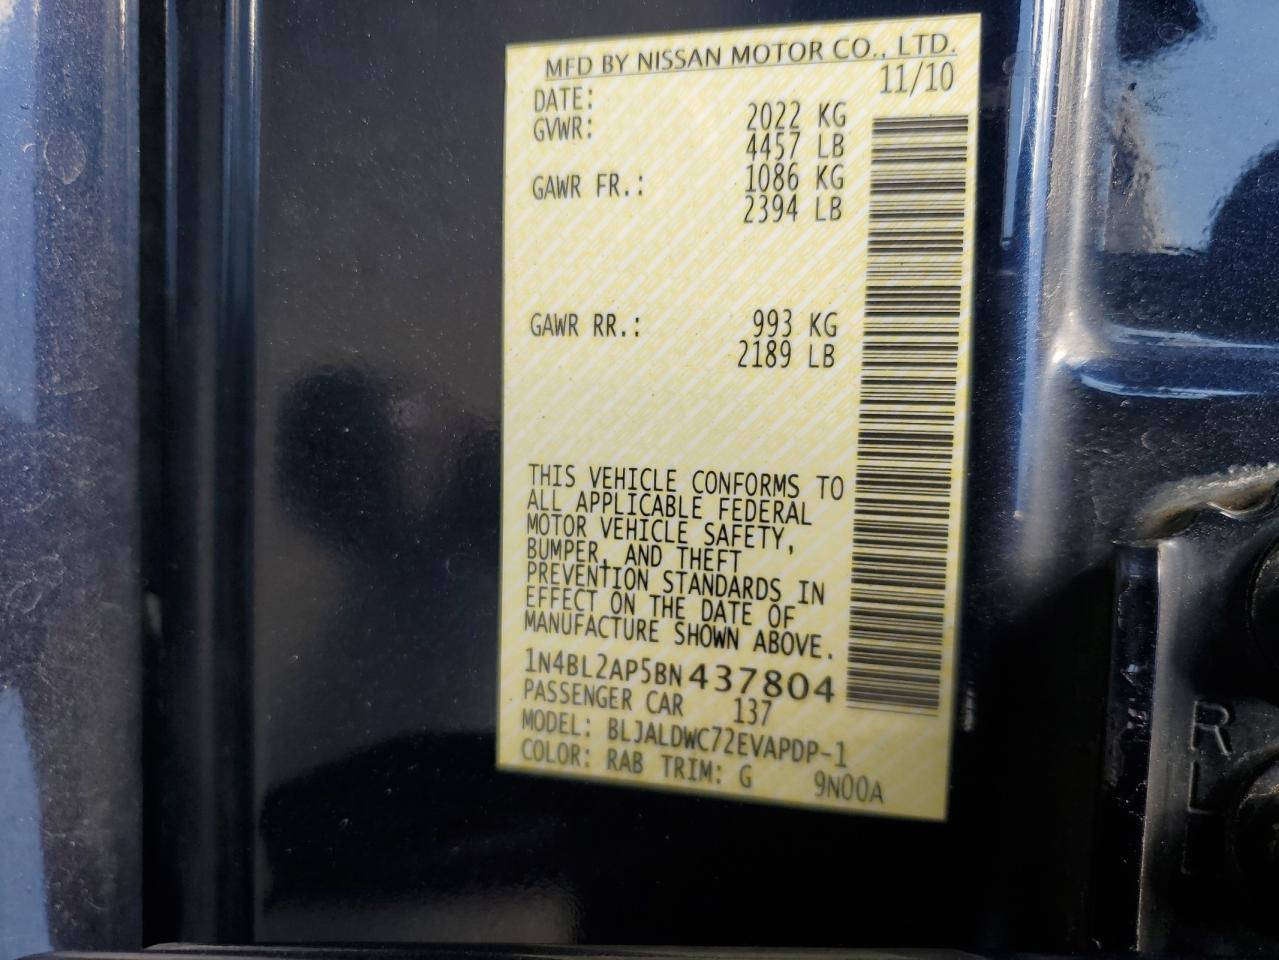 MFD BY NISSAN MOTOR CO., LTD.
DATE: 11/10
GVWR: 2022 KG
4457 LB
GAWR FR.: 1086 KG
2394 LB
GAWR RR.: 993 KG
2189 LB
THIS VEHICLE CONFORMS TO
ALL APPLICABLE FEDERAL
MOTOR VEHICLE SAFETY,
BUMPER, AND THEFT
PREVENTION STANDARDS IN
EFFECT ON THE DATE OF
MANUFACTURE SHOWN ABOVE.
1N4BL2AP5BN437804
PASSENGER CAR 137
MODEL: BLJALDWC72EVAPDP-1
COLOR: RAB TRIM: G 9N00A
R
L